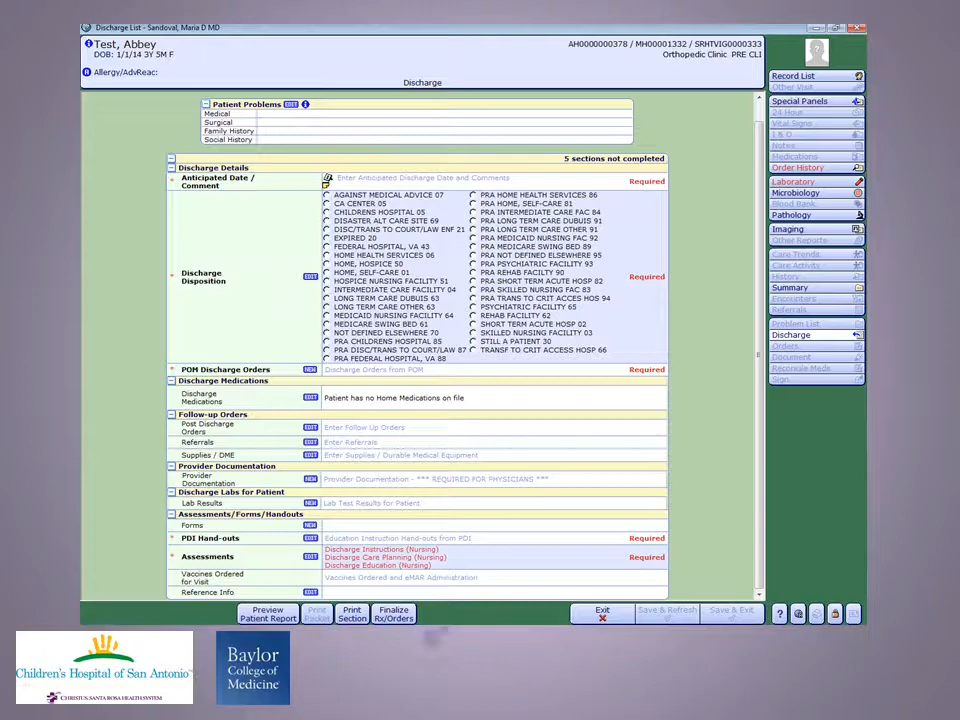 Discharge List - Sandoval, Maria D MD
Test, Abbey
DOB: 1/1/14 3Y 5M F
AH0000000378 / MH00001332 / SRHTVIG0000333
Orthopedic Clinic PRE CLI
Allergy/AdvReac:
Discharge
Patient Problems EDIT
Medical
Surgical
Family History
Social History
5 sections not completed
Discharge Details
* Anticipated Date / Comment Enter Anticipated Discharge Date and Comments Required
* Discharge Disposition EDIT Required
AGAINST MEDICAL ADVICE 07
CA CENTER 05
CHILDRENS HOSPITAL 05
DISASTER ALT CARE SITE 69
DISC/TRANS TO COURT/LAW ENF 21
EXPIRED 20
FEDERAL HOSPITAL, VA 43
HOME HEALTH SERVICES 06
HOME, HOSPICE 50
HOME, SELF-CARE 01
HOSPICE NURSING FACILITY 51
INTERMEDIATE CARE FACILITY 04
LONG TERM CARE DUBUIS 63
LONG TERM CARE OTHER 63
MEDICAID NURSING FACILITY 64
MEDICARE SWING BED 61
NOT DEFINED ELSEWHERE 70
PRA CHILDRENS HOSPITAL 85
PRA DISC/TRANS TO COURT/LAW 87
PRA FEDERAL HOSPITAL, VA 88
PRA HOME HEALTH SERVICES 86
PRA HOME, SELF-CARE 81
PRA INTERMEDIATE CARE FAC 84
PRA LONG TERM CARE DUBUIS 91
PRA LONG TERM CARE OTHER 91
PRA MEDICAID NURSING FAC 92
PRA MEDICARE SWING BED 89
PRA NOT DEFINED ELSEWHERE 95
PRA PSYCHIATRIC FACILITY 93
PRA REHAB FACILITY 90
PRA SHORT TERM ACUTE HOSP 82
PRA SKILLED NURSING FAC 83
PRA TRANS TO CRIT ACCES HOS 94
PSYCHIATRIC FACILITY 65
REHAB FACILITY 62
SHORT TERM ACUTE HOSP 02
SKILLED NURSING FACILITY 03
STILL A PATIENT 30
TRANSF TO CRIT ACCESS HOSP 66
* POM Discharge Orders NEW Discharge Orders from POM Required
Discharge Medications
Discharge Medications EDIT Patient has no Home Medications on file
Follow-up Orders
Post Discharge Orders EDIT Enter Follow Up Orders
Referrals EDIT Enter Referrals
Supplies / DME EDIT Enter Supplies / Durable Medical Equipment
Provider Documentation
Provider Documentation NEW Provider Documentation - *** REQUIRED FOR PHYSICIANS ***
Discharge Labs for Patient
Lab Results NEW Lab Test Results for Patient
Assessments/Forms/Handouts
Forms NEW
* PDI Hand-outs EDIT Education Instruction Hand-outs from PDI Required
* Assessments EDIT Required
Discharge Instructions (Nursing)
Discharge Care Planning (Nursing)
Discharge Education (Nursing)
Vaccines Ordered for Visit Vaccines Ordered and eMAR Administration
Reference Info EDIT
Record List
Other Visit
Special Panels
24 Hour
Vital Signs
I & O
Notes
Medications
Order History
Laboratory
Microbiology
Blood Bank
Pathology
Imaging
Other Reports
Care Trends
Care Activity
History
Summary
Encounters
Referrals
Problem List
Discharge
Orders
Document
Reconcile Meds
Sign
Preview Patient Report
Print Packet
Print Section
Finalize Rx/Orders
Exit
Save & Refresh
Save & Exit
?
Children's Hospital of San Antonio
CHRISTUS SANTA ROSA HEALTH SYSTEM
Baylor
College of
Medicine